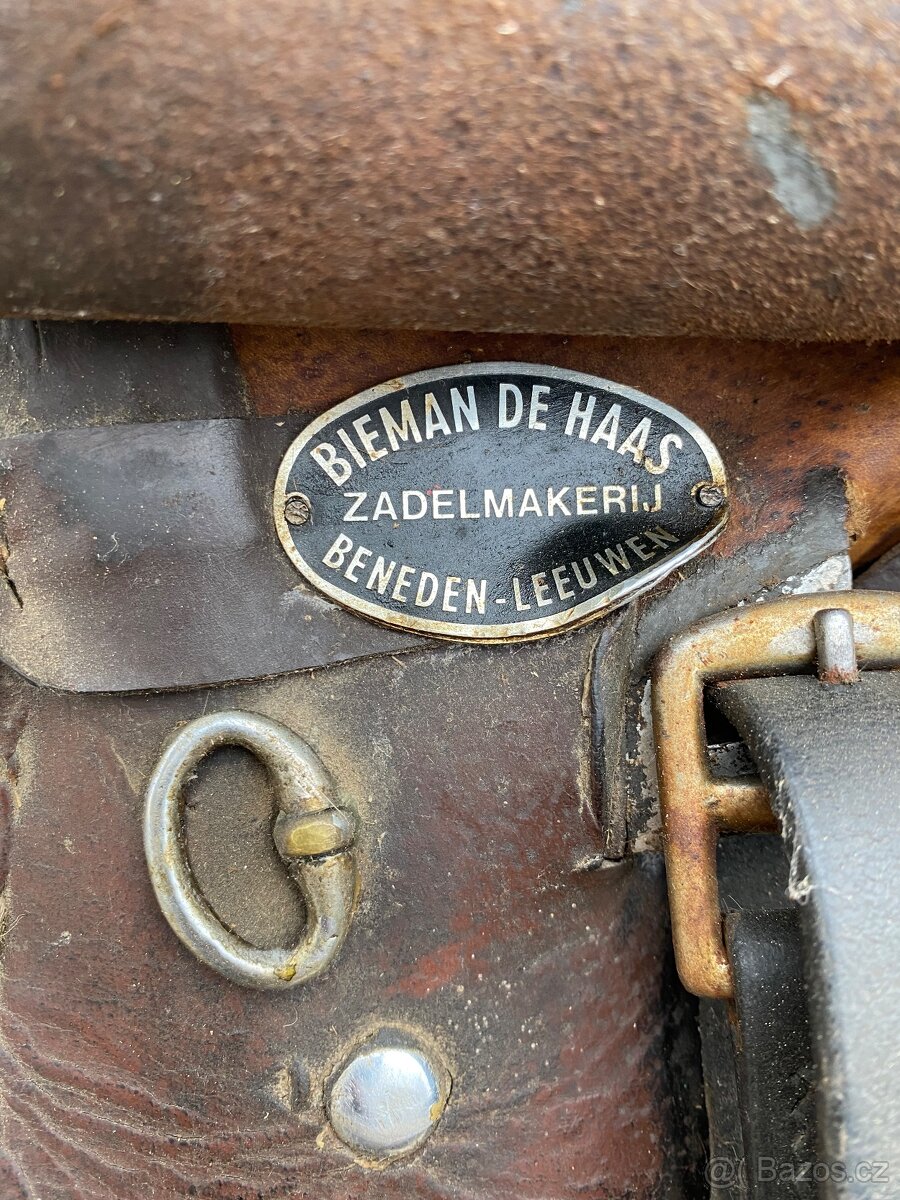 BIEMAN DE HAAS
ZADELMAKERIJ
BENEDEN-LEEUWEN
@( Bazos.cz